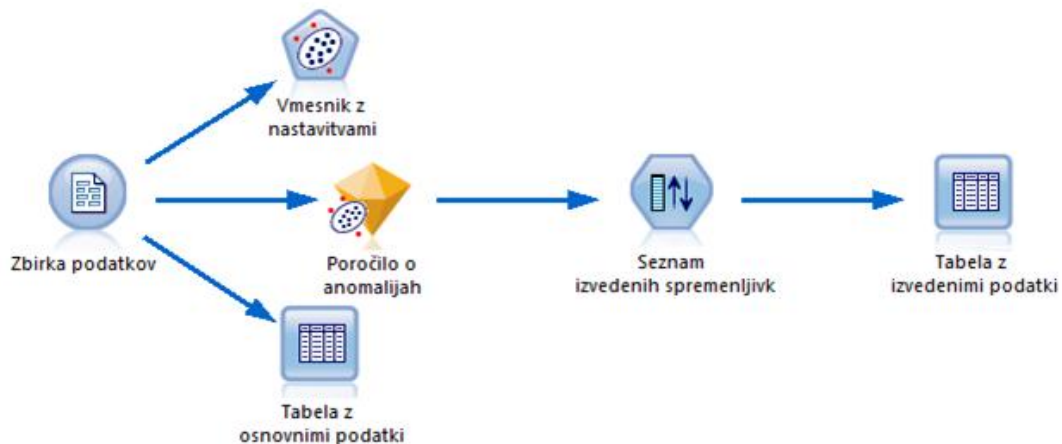 Vmesnik z
nastavitvami
Zbirka podatkov
Poročilo o
anomalijah
Seznam
izvedenih spremenljivk
Tabela z
izvedenimi podatki
Tabela z
osnovnimi podatki